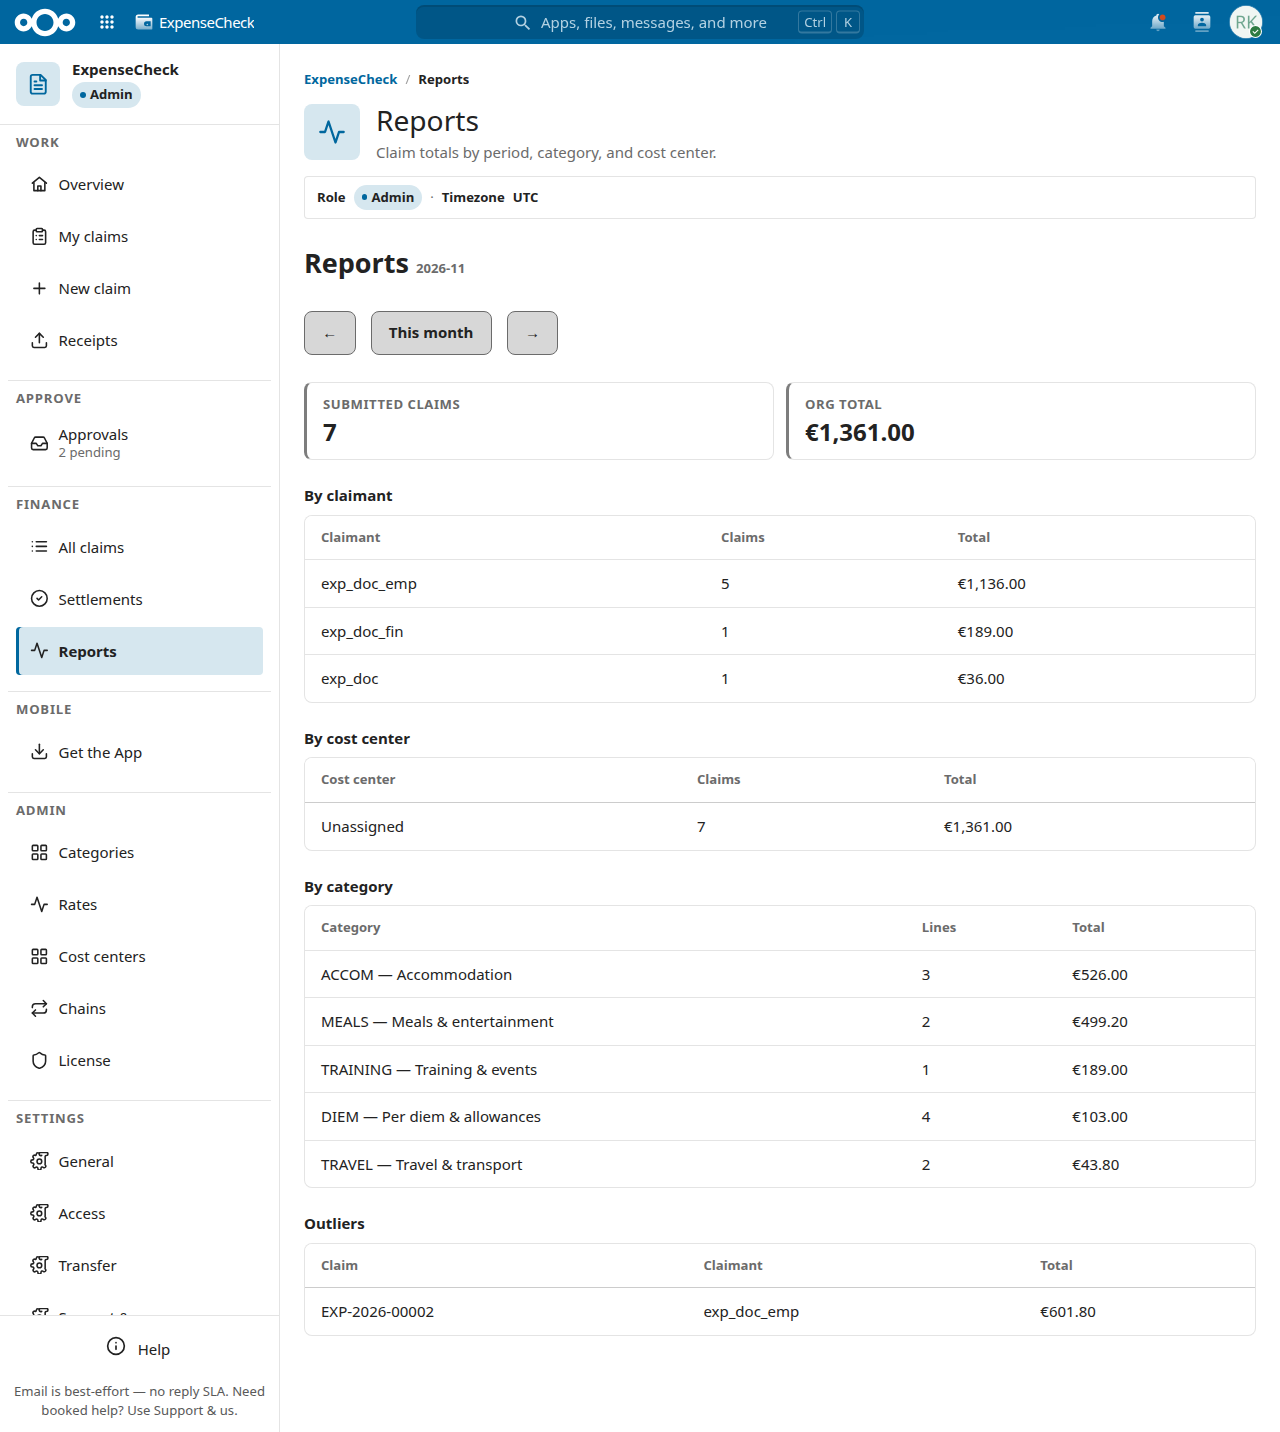 ExpenseCheck
Apps, files, messages, and more
Ctrl
K
RK
ExpenseCheck
Admin
WORK
Overview
My claims
New claim
Receipts
APPROVE
Approvals
2 pending
FINANCE
All claims
Settlements
Reports
MOBILE
Get the App
ADMIN
Categories
Rates
Cost centers
Chains
License
SETTINGS
General
Access
Transfer
Help
Email is best-effort — no reply SLA. Need
booked help? Use Support & us.
ExpenseCheck / Reports
Reports
Claim totals by period, category, and cost center.
Role Admin · Timezone UTC
Reports 2026-11
← This month →
SUBMITTED CLAIMS
7
ORG TOTAL
€1,361.00
By claimant
Claimant Claims Total
exp_doc_emp 5 €1,136.00
exp_doc_fin 1 €189.00
exp_doc 1 €36.00
By cost center
Cost center Claims Total
Unassigned 7 €1,361.00
By category
Category Lines Total
ACCOM — Accommodation 3 €526.00
MEALS — Meals & entertainment 2 €499.20
TRAINING — Training & events 1 €189.00
DIEM — Per diem & allowances 4 €103.00
TRAVEL — Travel & transport 2 €43.80
Outliers
Claim Claimant Total
EXP-2026-00002 exp_doc_emp €601.80